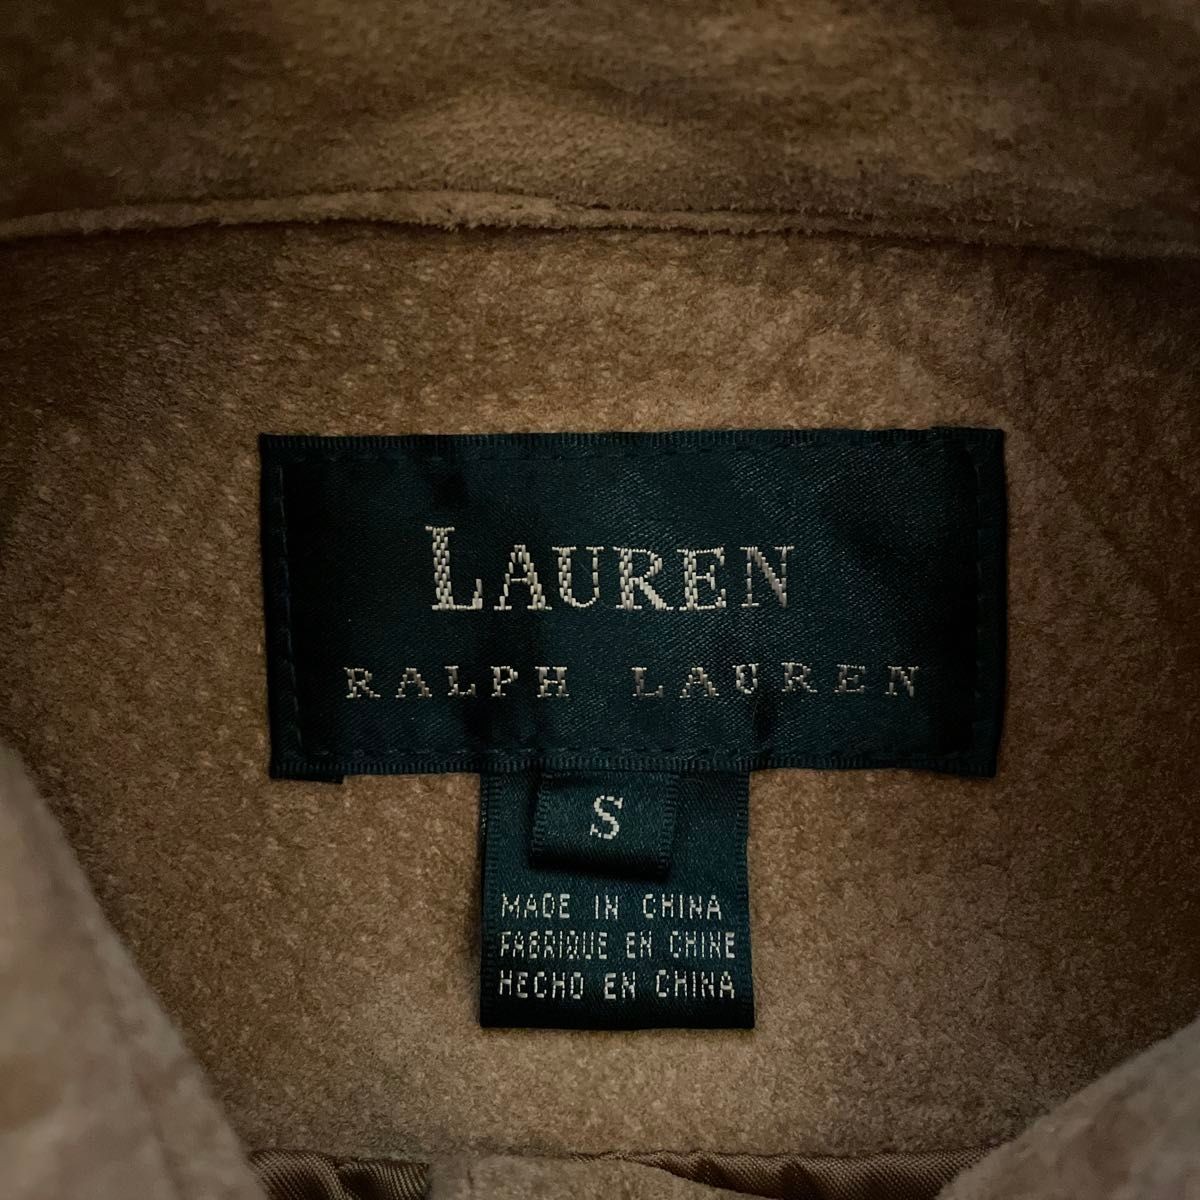 LAUREN
RALPH LAUREN
S
MADE IN CHINA
FABRIQUE EN CHINE
HECHO EN CHINA